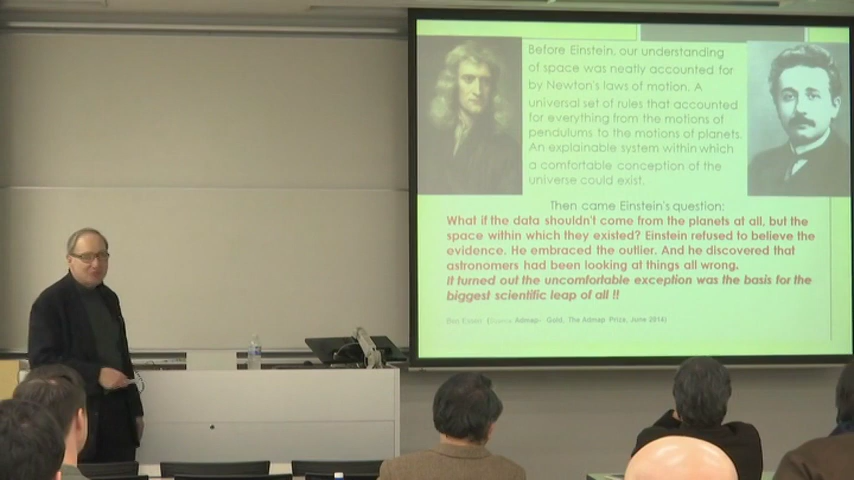 Before Einstein, our understanding
of space was neatly accounted for
by Newton's laws of motion. A
universal set of rules that accounted
for everything from the motions of
pendulums to the motions of planets.
An explainable system within which
a comfortable conception of the
universe could exist.
Then came Einstein's question:
What if the data shouldn't come from the planets at all, but the
space within which they existed? Einstein refused to believe the
evidence. He embraced the outlier. And he discovered that
astronomers had been looking at things all wrong.
It turned out the uncomfortable exception was the basis for the
biggest scientific leap of all !!
Admap- Gold, The Admap Prize, June 2014)